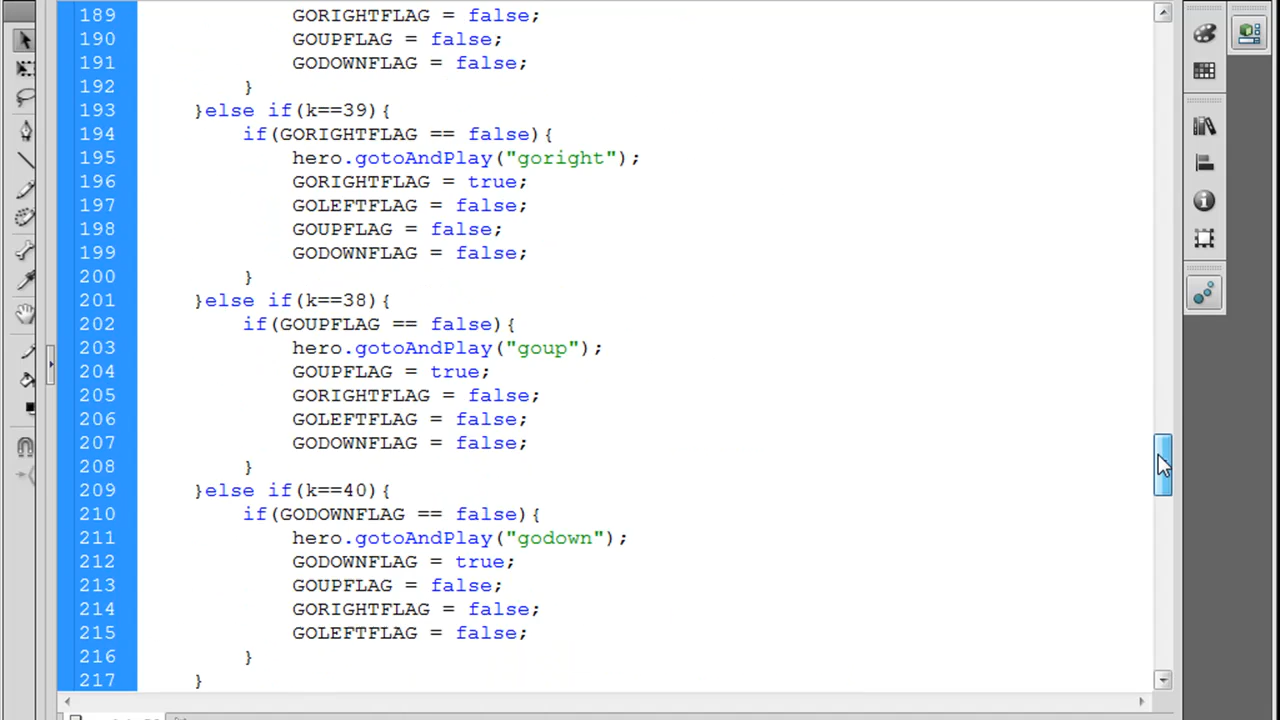 189 GORIGHTFLAG = false;
190 GOUPFLAG = false;
191 GODOWNFLAG = false;
192 }
193 }else if(k==39){
194 if(GORIGHTFLAG == false){
195 hero.gotoAndPlay("goright");
196 GORIGHTFLAG = true;
197 GOLEFTFLAG = false;
198 GOUPFLAG = false;
199 GODOWNFLAG = false;
200 }
201 }else if(k==38){
202 if(GOUPFLAG == false){
203 hero.gotoAndPlay("goup");
204 GOUPFLAG = true;
205 GORIGHTFLAG = false;
206 GOLEFTFLAG = false;
207 GODOWNFLAG = false;
208 }
209 }else if(k==40){
210 if(GODOWNFLAG == false){
211 hero.gotoAndPlay("godown");
212 GODOWNFLAG = true;
213 GOUPFLAG = false;
214 GORIGHTFLAG = false;
215 GOLEFTFLAG = false;
216 }
217 }